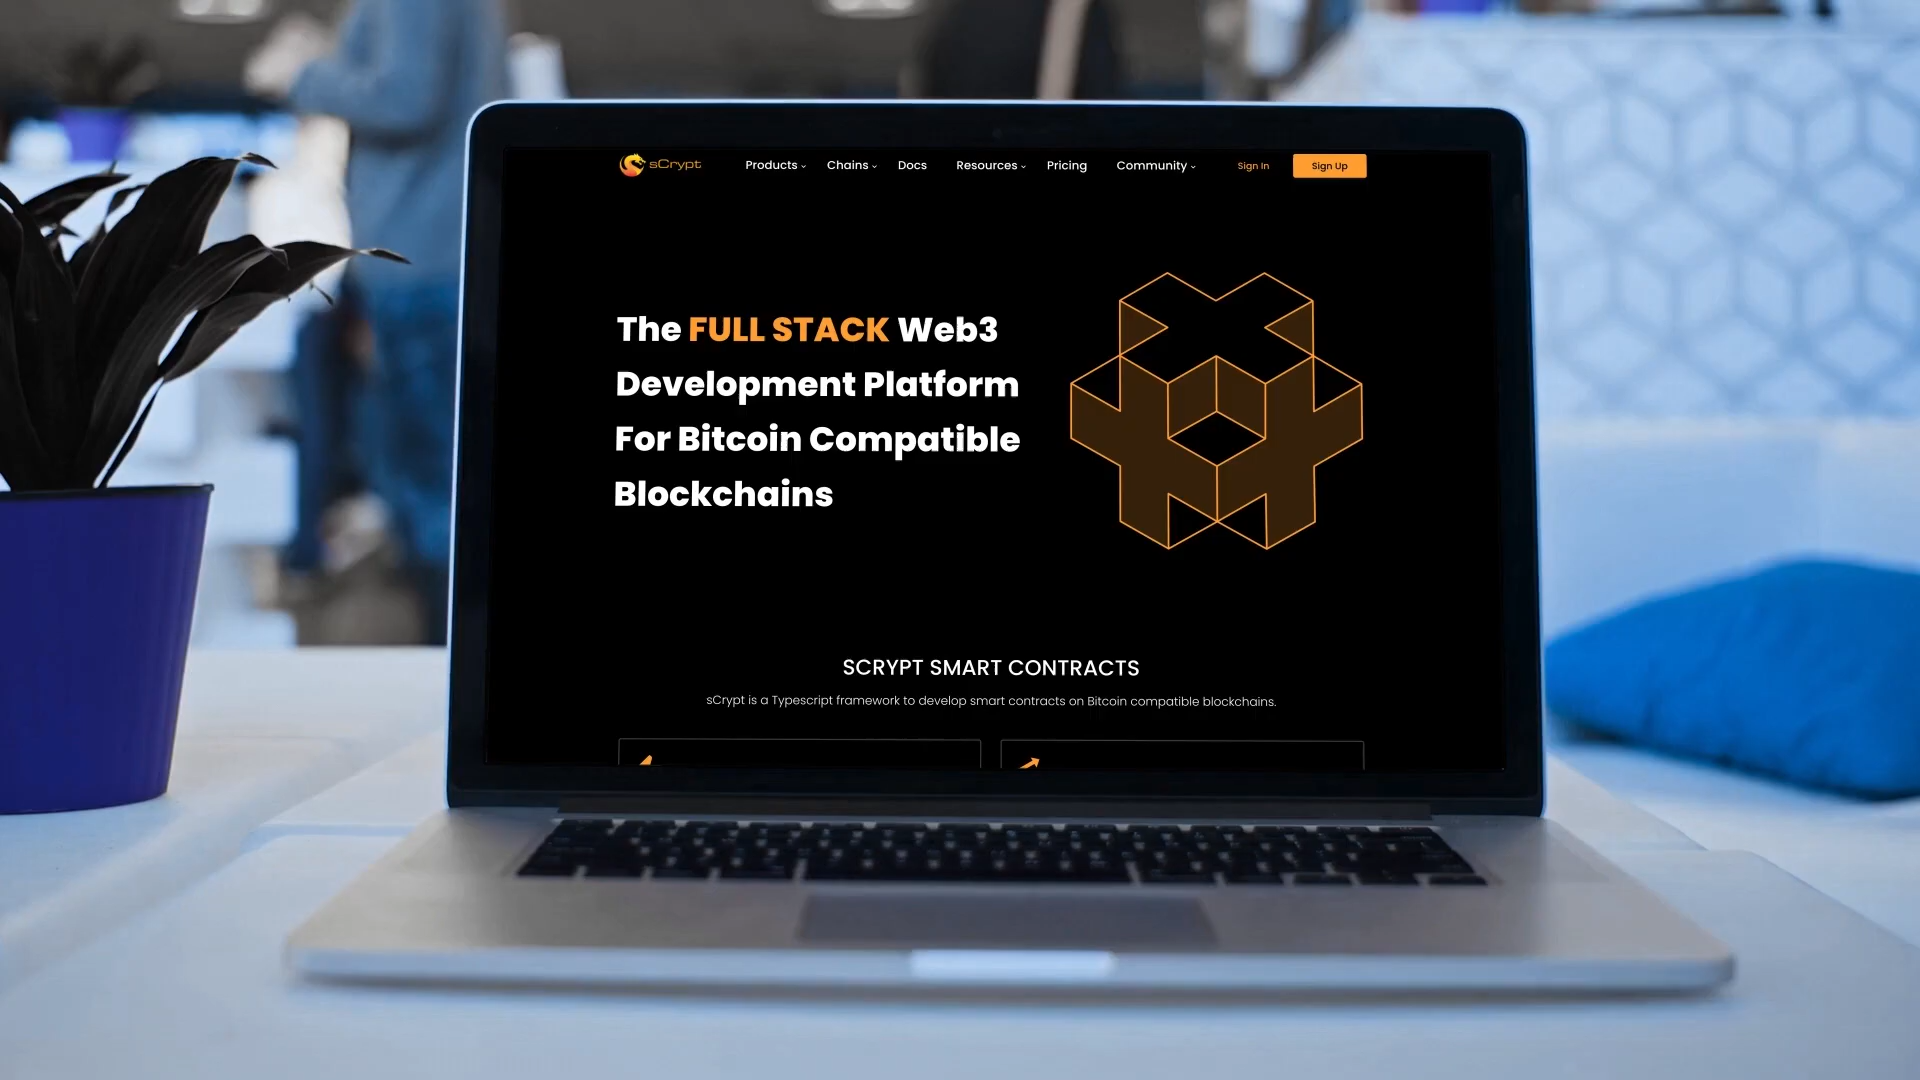 sCrypt Products Chains Docs Resources Pricing Community Sign In Sign Up
The FULL STACK Web3
Development Platform
For Bitcoin Compatible
Blockchains
SCRYPT SMART CONTRACTS
sCrypt is a Typescript framework to develop smart contracts on Bitcoin compatible blockchains.